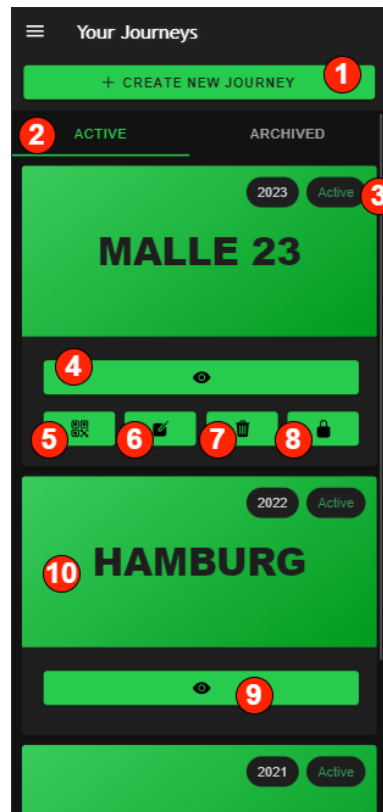 Your Journeys
+ CREATE NEW JOURNEY 1
2 ACTIVE ARCHIVED
2023 Active 3
MALLE 23
4
5 6 7 8
2022 Active
10 HAMBURG
9
2021 Active